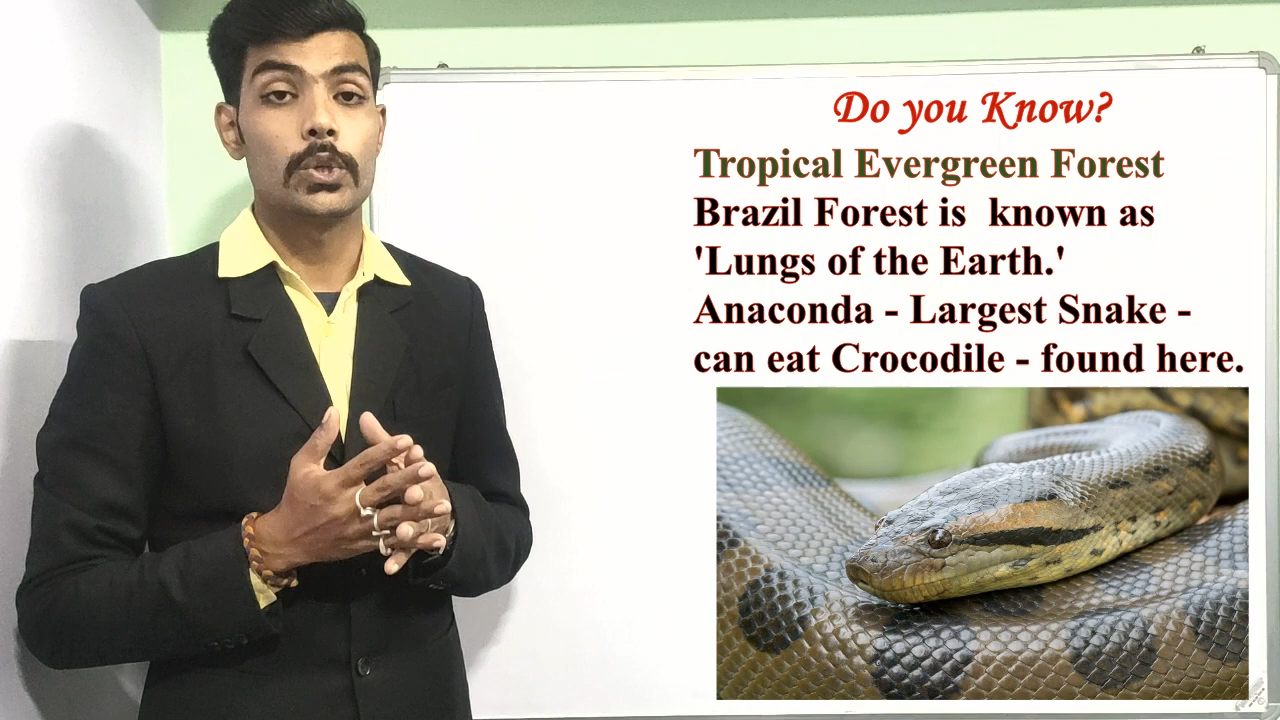 Do you Know?
Tropical Evergreen Forest
Brazil Forest is  known as
'Lungs of the Earth.'
Anaconda - Largest Snake -
can eat Crocodile - found here.